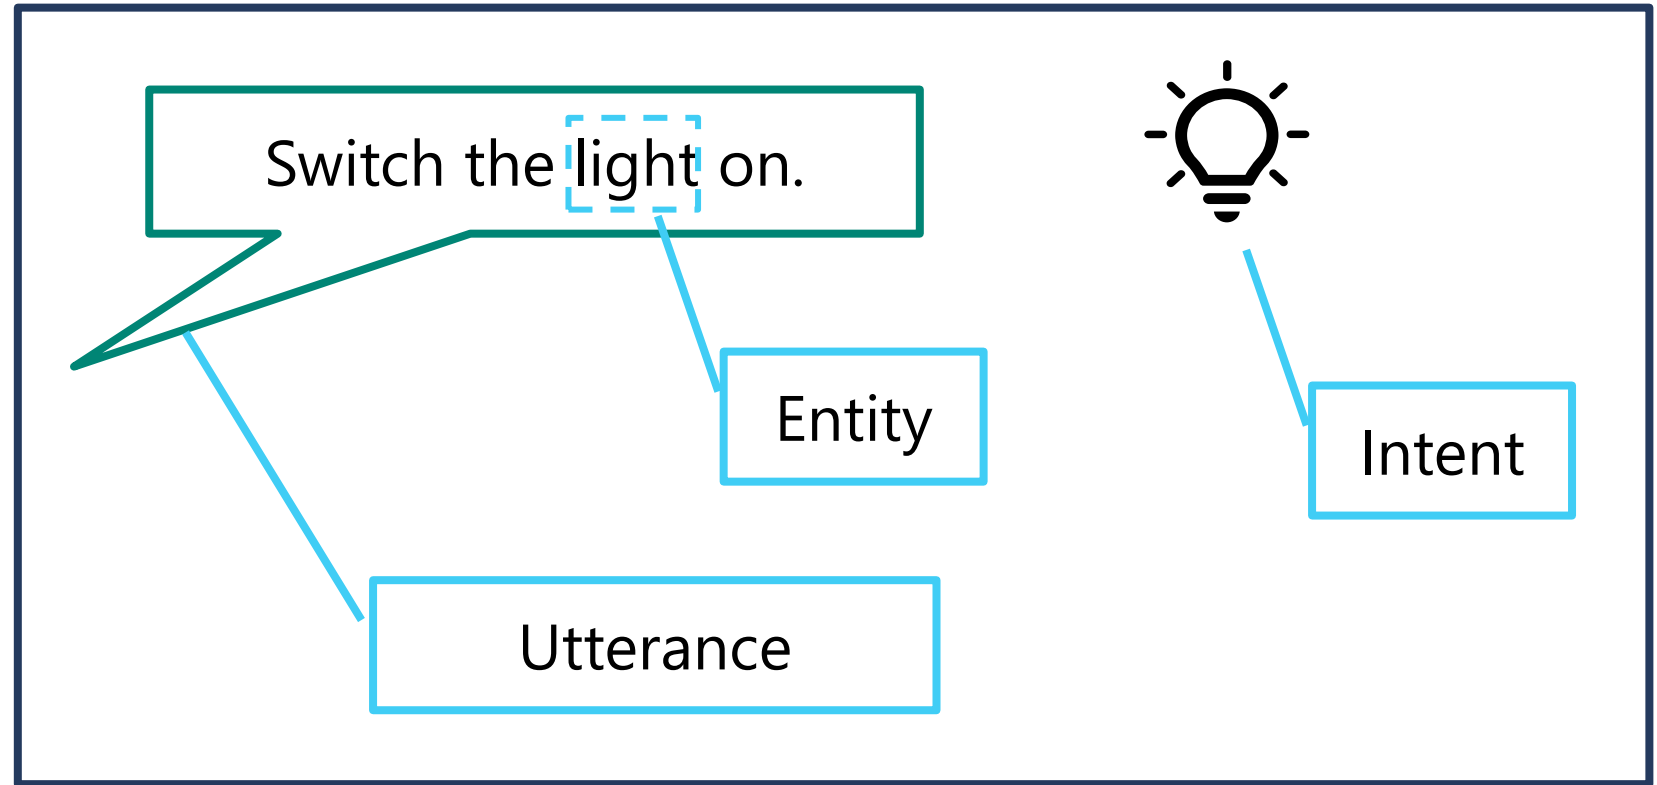 Switch the light on.
Entity
Intent
Utterance